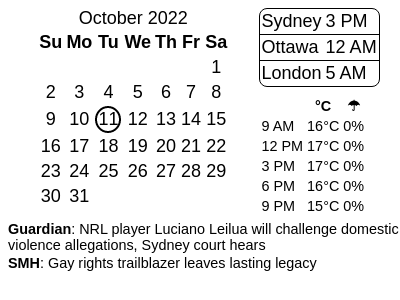 October 2022
Su Mo Tu We Th Fr Sa
1
2 3 4 5 6 7 8
9 10 11 12 13 14 15
16 17 18 19 20 21 22
23 24 25 26 27 28 29
30 31
Sydney 3 PM
Ottawa 12 AM
London 5 AM
°C ☂
9 AM 16°C 0%
12 PM 17°C 0%
3 PM 17°C 0%
6 PM 16°C 0%
9 PM 15°C 0%
Guardian: NRL player Luciano Leilua will challenge domestic
violence allegations, Sydney court hears
SMH: Gay rights trailblazer leaves lasting legacy